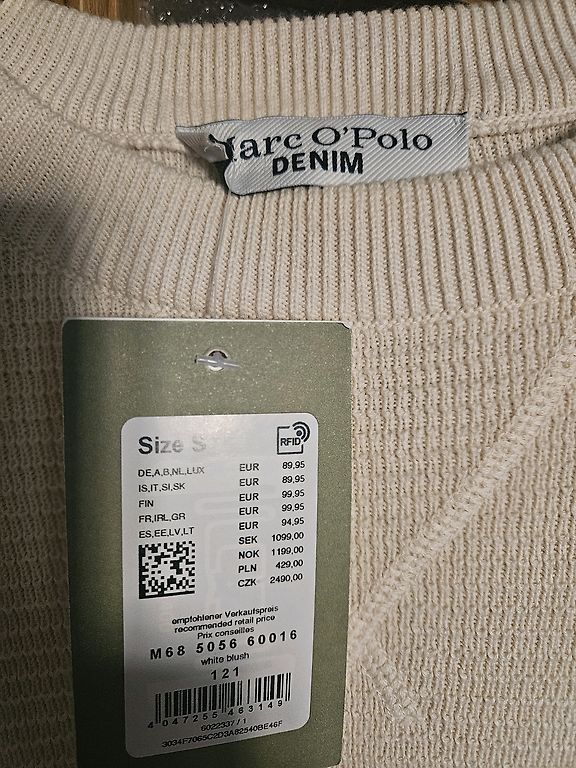 Marc O'Polo
DENIM
Size S
RFID
DE,A,B,NL,LUX EUR 89,95
IS,IT,SI,SK EUR 89,95
FIN EUR 99,95
FR,IRL,GR EUR 99,95
ES,EE,LV,LT EUR 94,95
SEK 1099,00
NOK 1199,00
PLN 429,00
CZK 2490,00
empfohlener Verkaufspreis
recommended retail price
Prix conseilles
M68 5056 60016
white blush
121
4 047255 463149
6022337 / 1
3034F7065C2D3A82540BE46F